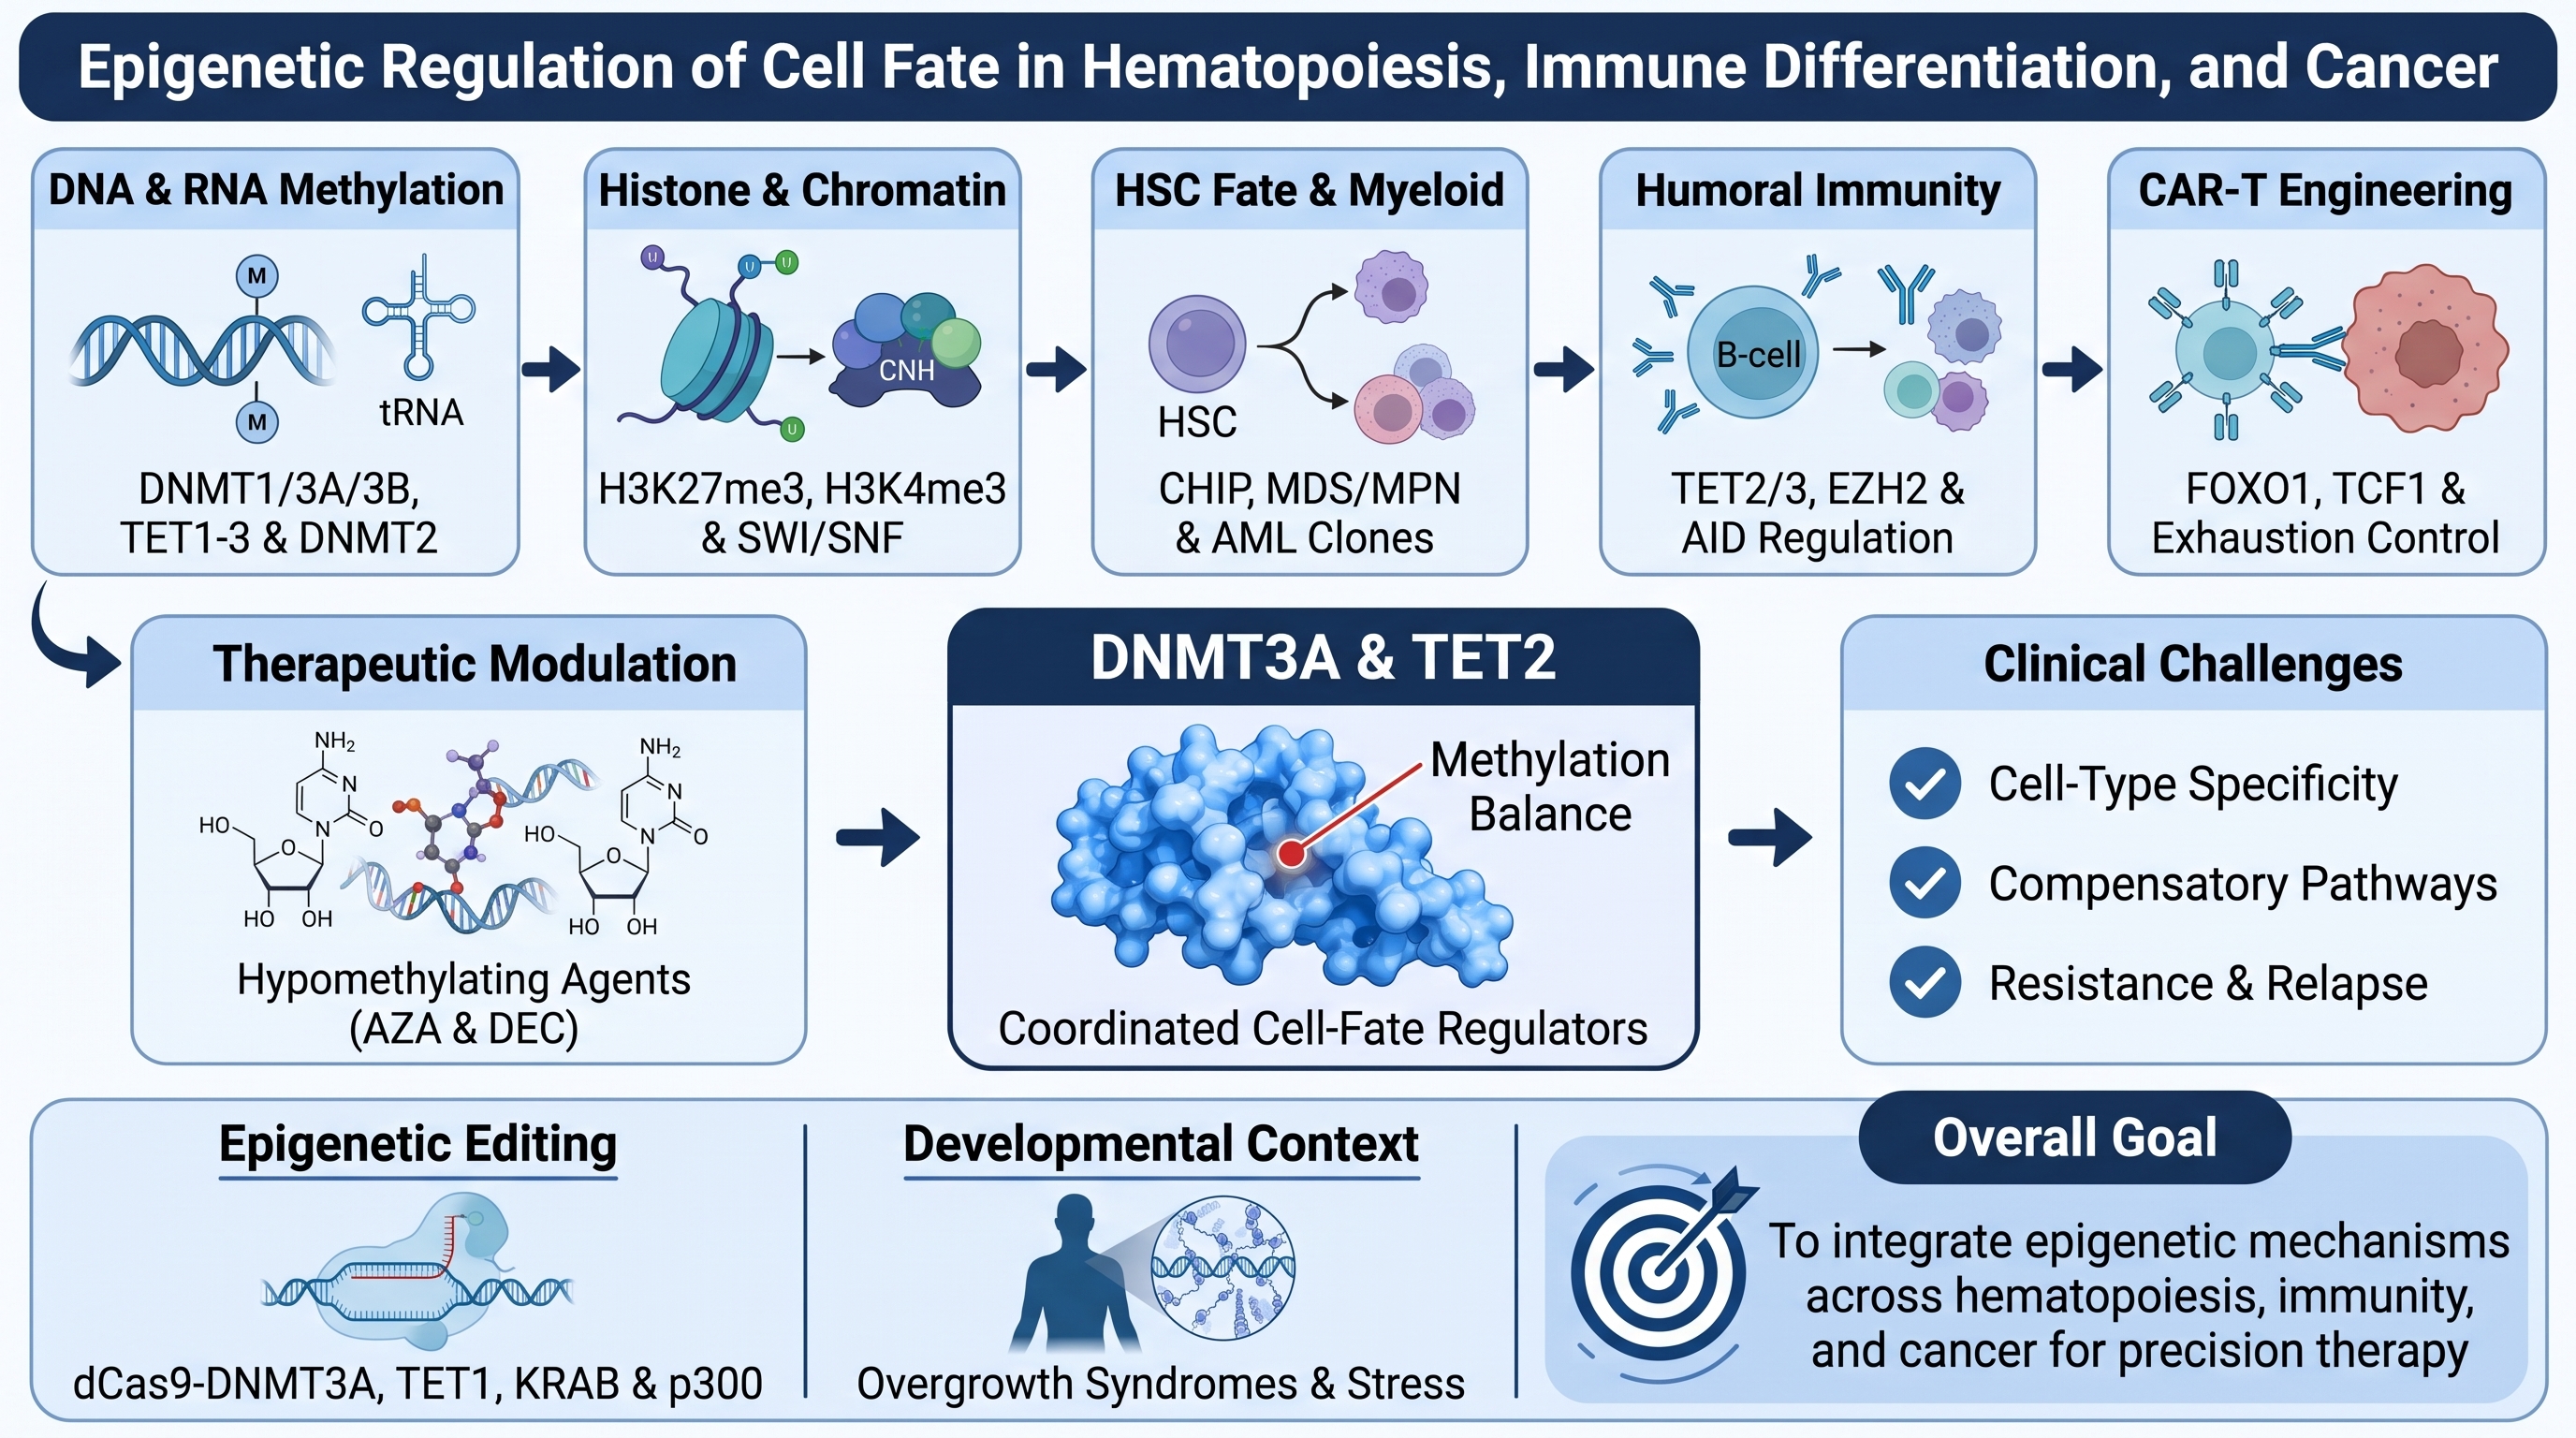 Epigenetic Regulation of Cell Fate in Hematopoiesis, Immune Differentiation, and Cancer
DNA & RNA Methylation
M
M
tRNA
DNMT1/3A/3B,
TET1-3 & DNMT2
Histone & Chromatin
U
U
U
U
CNH
H3K27me3, H3K4me3
& SWI/SNF
HSC Fate & Myeloid
HSC
CHIP, MDS/MPN
& AML Clones
Humoral Immunity
B-cell
TET2/3, EZH2 &
AID Regulation
CAR-T Engineering
FOXO1, TCF1 &
Exhaustion Control
Therapeutic Modulation
NH₂
N
N
O
HO
O
HO
OH
NH₂
N
N
O
HO
O
HO
OH
Hypomethylating Agents
(AZA & DEC)
DNMT3A & TET2
Methylation
Balance
Coordinated Cell-Fate Regulators
Clinical Challenges
Cell-Type Specificity
Compensatory Pathways
Resistance & Relapse
Epigenetic Editing
dCas9-DNMT3A, TET1, KRAB & p300
Developmental Context
Overgrowth Syndromes & Stress
Overall Goal
To integrate epigenetic mechanisms
across hematopoiesis, immunity,
and cancer for precision therapy